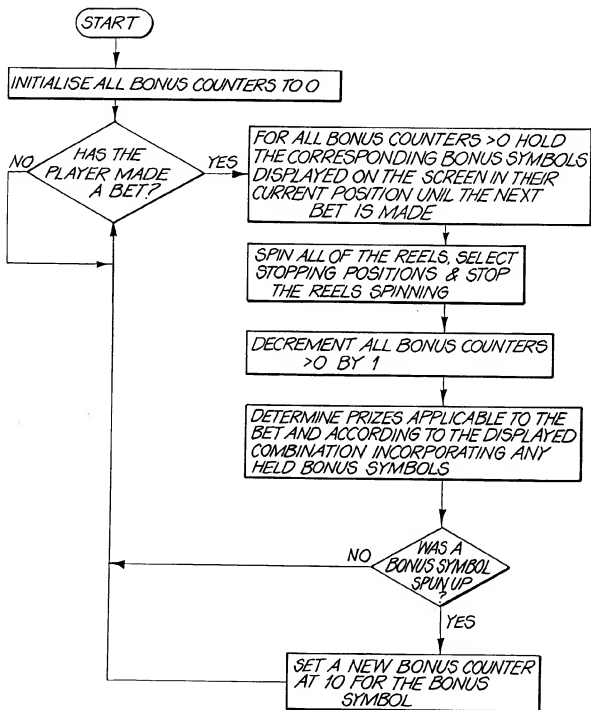 START
INITIALISE ALL BONUS COUNTERS TO 0
HAS THE
PLAYER MADE
A BET?
NO
YES
FOR ALL BONUS COUNTERS >0 HOLD
THE CORRESPONDING BONUS SYMBOLS
DISPLAYED ON THE SCREEN IN THEIR
CURRENT POSITION UNIL THE NEXT
BET IS MADE
SPIN ALL OF THE REELS, SELECT
STOPPING POSITIONS & STOP
THE REELS SPINNING
DECREMENT ALL BONUS COUNTERS
>0 BY 1
DETERMINE PRIZES APPLICABLE TO THE
BET AND ACCORDING TO THE DISPLAYED
COMBINATION INCORPORATING ANY
HELD BONUS SYMBOLS
NO
WAS A
BONUS SYMBOL
SPUN UP
?
YES
SET A NEW BONUS COUNTER
AT 10 FOR THE BONUS
SYMBOL